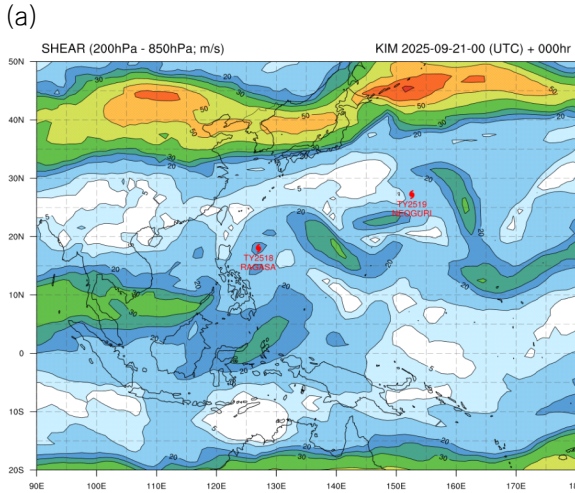 (a)
SHEAR (200hPa - 850hPa; m/s) KIM 2025-09-21-00 (UTC) + 000hr
50N
40N
30N
20N
10N
0
10S
20S
90E 100E 110E 120E 130E 140E 150E 160E 170E 180
TY2519
NEOGURI
TY2518
RAGASA